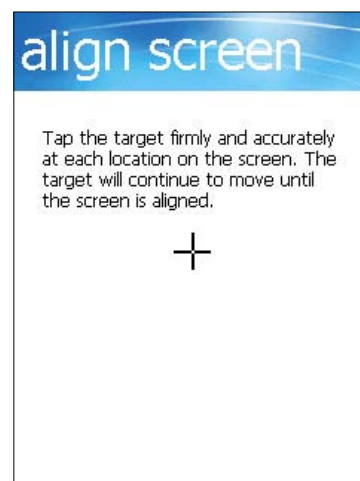 align screen
Tap the target firmly and accurately
at each location on the screen. The
target will continue to move until
the screen is aligned.